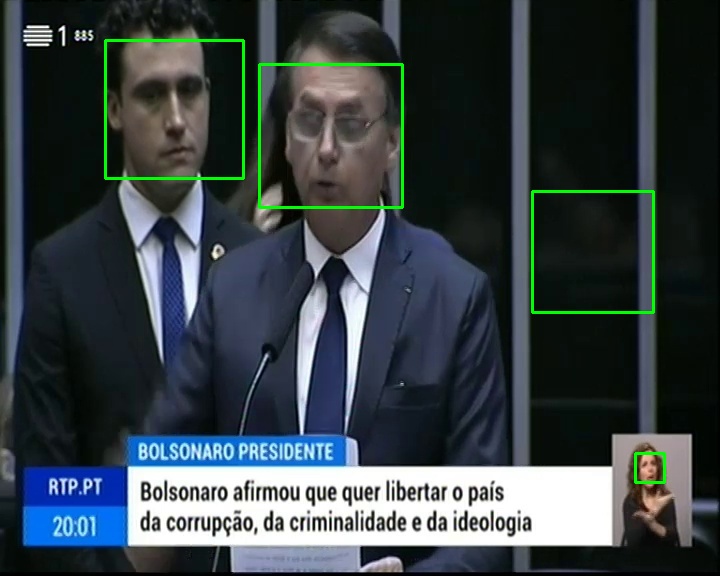 1 885
BOLSONARO PRESIDENTE
RTP.PT
Bolsonaro afirmou que quer libertar o país
20:01
da corrupção, da criminalidade e da ideologia